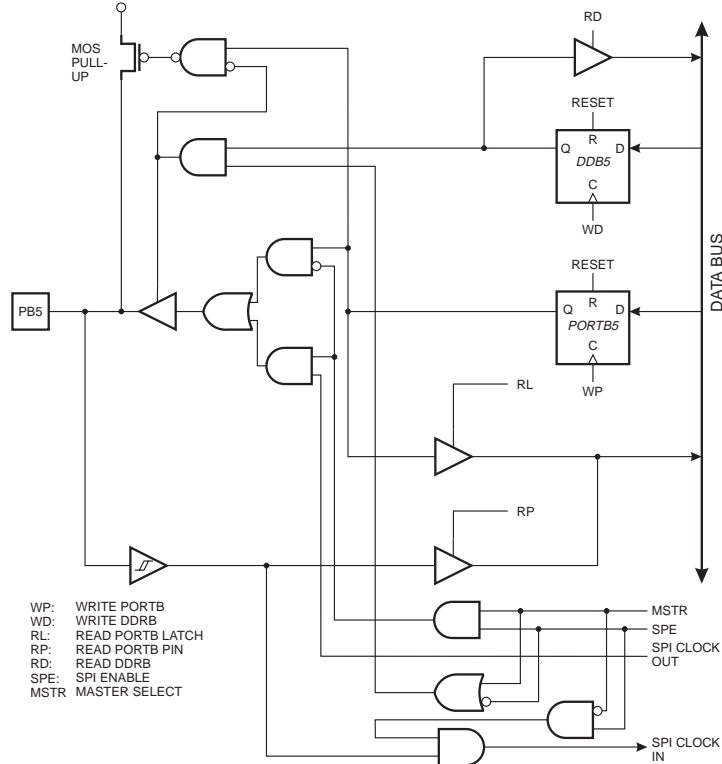 RD
MOS
PULL-
UP
RESET
R
Q
D
DDB5
C
WD
DATA BUS
RESET
R
Q
D
PORTB5
C
WP
PB5
RL
RP
WP: WRITE PORTB
WD: WRITE DDRB
RL: READ PORTB LATCH
RP: READ PORTB PIN
RD: READ DDRB
SPE: SPI ENABLE
MSTR MASTER SELECT
MSTR
SPE
SPI CLOCK
OUT
SPI CLOCK
IN